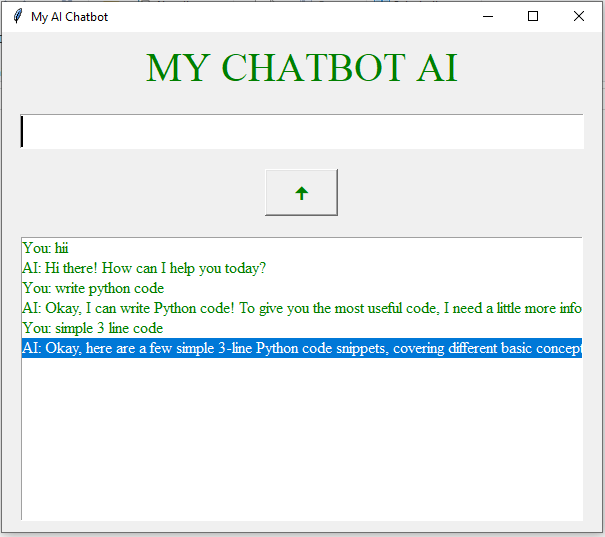 My AI Chatbot
MY CHATBOT AI
You: hii
AI: Hi there! How can I help you today?
You: write python code
AI: Okay, I can write Python code! To give you the most useful code, I need a little more info
You: simple 3 line code
AI: Okay, here are a few simple 3-line Python code snippets, covering different basic concept